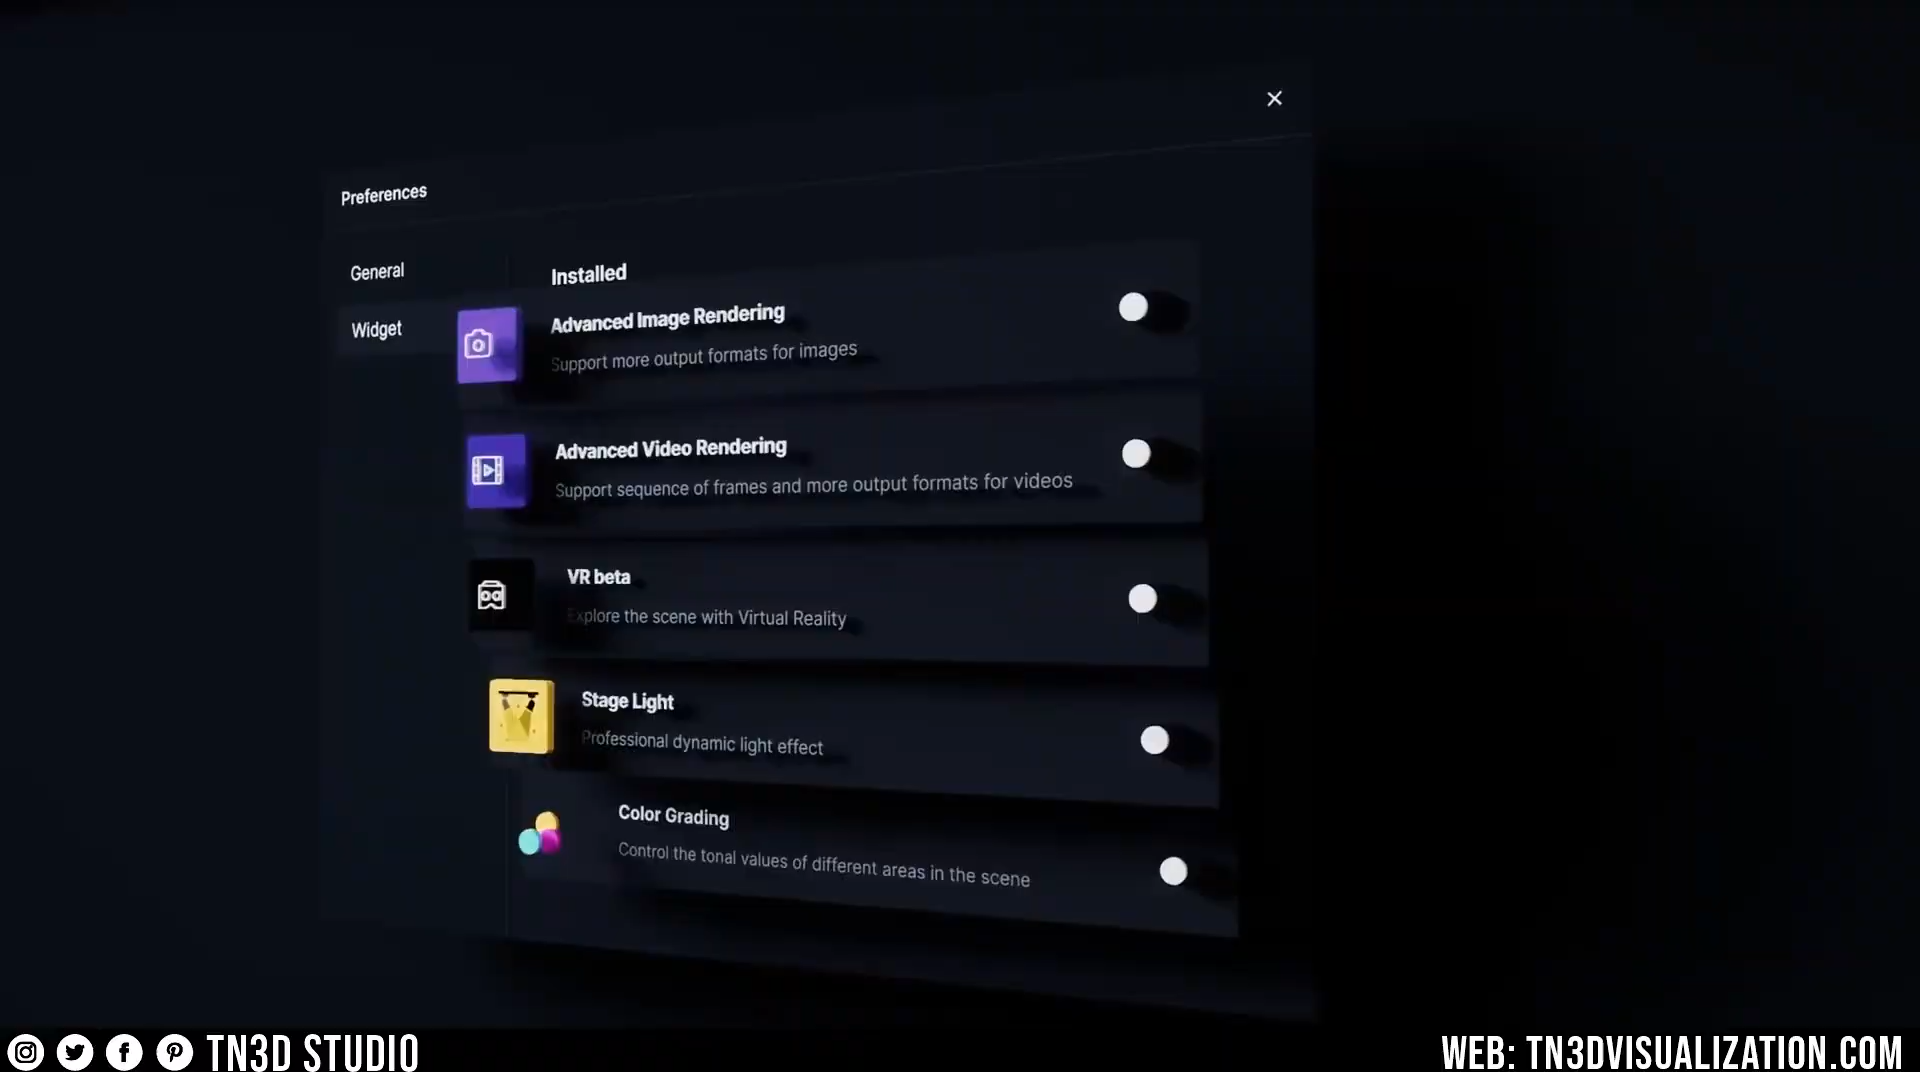 Preferences
General
Widget
Installed
Advanced Image Rendering
Support more output formats for images
Advanced Video Rendering
Support sequence of frames and more output formats for videos
VR beta
Explore the scene with Virtual Reality
Stage Light
Professional dynamic light effect
Color Grading
Control the tonal values of different areas in the scene
TN3D STUDIO
WEB: TN3DVISUALIZATION.COM